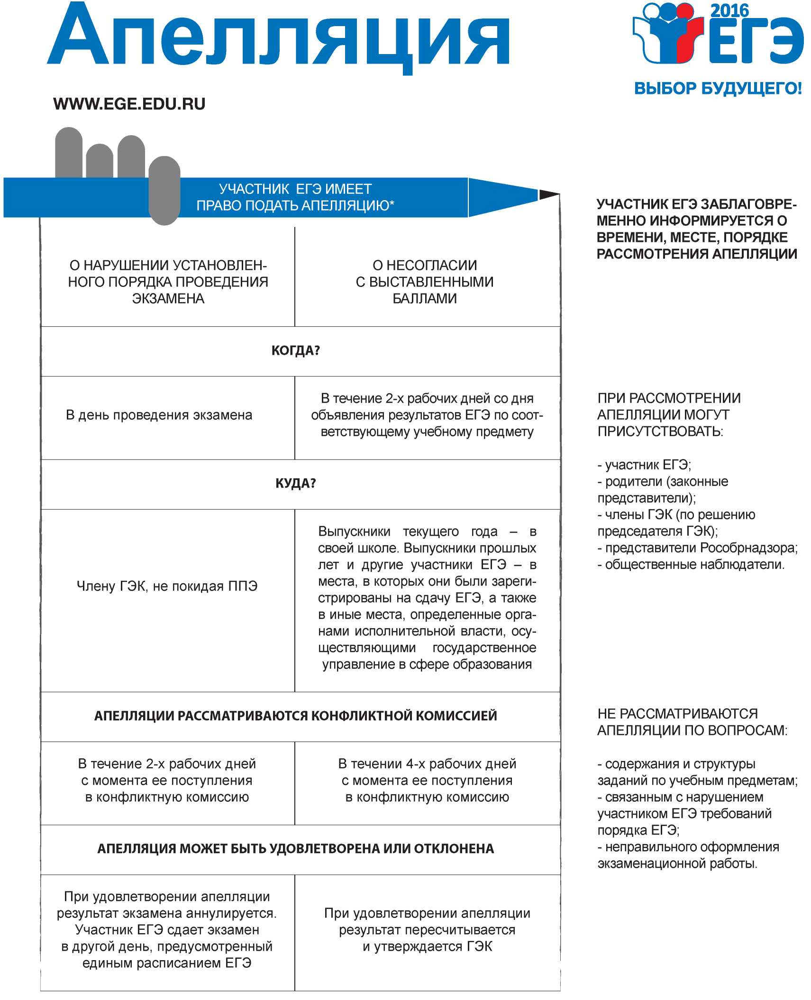 Апелляция
2016
ЕГЭ
ВЫБОР БУДУЩЕГО!
WWW.EGE.EDU.RU
УЧАСТНИК ЕГЭ ИМЕЕТ
ПРАВО ПОДАТЬ АПЕЛЛЯЦИЮ*
О НАРУШЕНИИ УСТАНОВЛЕН-
НОГО ПОРЯДКА ПРОВЕДЕНИЯ
ЭКЗАМЕНА
О НЕСОГЛАСИИ
С ВЫСТАВЛЕННЫМИ
БАЛЛАМИ
КОГДА?
В день проведения экзамена
В течение 2-х рабочих дней со дня
объявления результатов ЕГЭ по соот-
ветствующему учебному предмету
КУДА?
Члену ГЭК, не покидая ППЭ
Выпускники текущего года – в
своей школе. Выпускники прошлых
лет и другие участники ЕГЭ – в
места, в которых они были зареги-
стрированы на сдачу ЕГЭ, а также
в иные места, определенные орга-
нами исполнительной власти, осу-
ществляющими государственное
управление в сфере образования
АПЕЛЛЯЦИИ РАССМАТРИВАЮТСЯ КОНФЛИКТНОЙ КОМИССИЕЙ
В течение 2-х рабочих дней
с момента ее поступления
в конфликтную комиссию
В течении 4-х рабочих дней
с момента ее поступления
в конфликтную комиссию
АПЕЛЛЯЦИЯ МОЖЕТ БЫТЬ УДОВЛЕТВОРЕНА ИЛИ ОТКЛОНЕНА
При удовлетворении апелляции
результат экзамена аннулируется.
Участник ЕГЭ сдает экзамен
в другой день, предусмотренный
единым расписанием ЕГЭ
При удовлетворении апелляции
результат пересчитывается
и утверждается ГЭК
УЧАСТНИК ЕГЭ ЗАБЛАГОВРЕ-
МЕННО ИНФОРМИРУЕТСЯ О
ВРЕМЕНИ, МЕСТЕ, ПОРЯДКЕ
РАССМОТРЕНИЯ АПЕЛЛЯЦИИ
ПРИ РАССМОТРЕНИИ
АПЕЛЛЯЦИИ МОГУТ
ПРИСУТСТВОВАТЬ:
- участник ЕГЭ;
- родители (законные
представители);
- члены ГЭК (по решению
председателя ГЭК);
- представители Рособрнадзора;
- общественные наблюдатели.
НЕ РАССМАТРИВАЮТСЯ
АПЕЛЛЯЦИИ ПО ВОПРОСАМ:
- содержания и структуры
заданий по учебным предметам;
- связанным с нарушением
участником ЕГЭ требований
порядка ЕГЭ;
- неправильного оформления
экзаменационной работы.